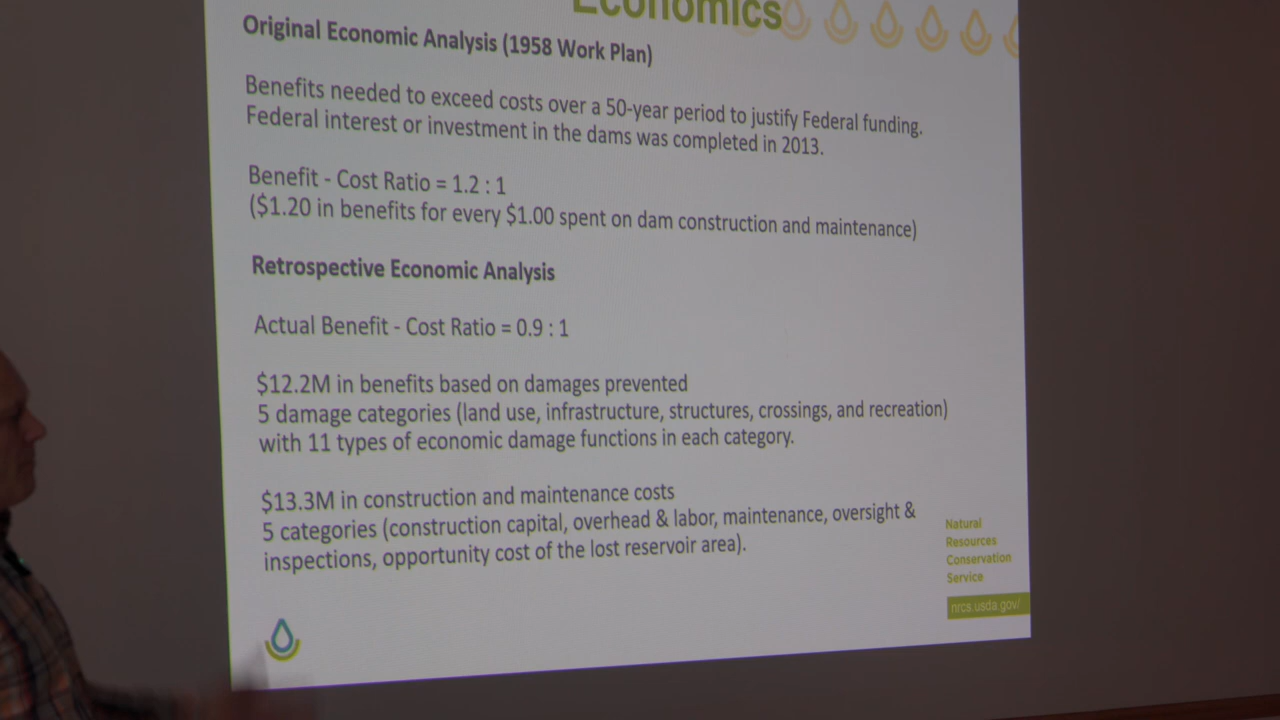 Economics
Original Economic Analysis (1958 Work Plan)
Benefits needed to exceed costs over a 50-year period to justify Federal funding.
Federal interest or investment in the dams was completed in 2013.
Benefit - Cost Ratio = 1.2 : 1
($1.20 in benefits for every $1.00 spent on dam construction and maintenance)
Retrospective Economic Analysis
Actual Benefit - Cost Ratio = 0.9 : 1
$12.2M in benefits based on damages prevented
5 damage categories (land use, infrastructure, structures, crossings, and recreation)
with 11 types of economic damage functions in each category.
$13.3M in construction and maintenance costs
5 categories (construction capital, overhead & labor, maintenance, oversight &
inspections, opportunity cost of the lost reservoir area).
Natural
Resources
Conservation
Service
nrcs.usda.gov/